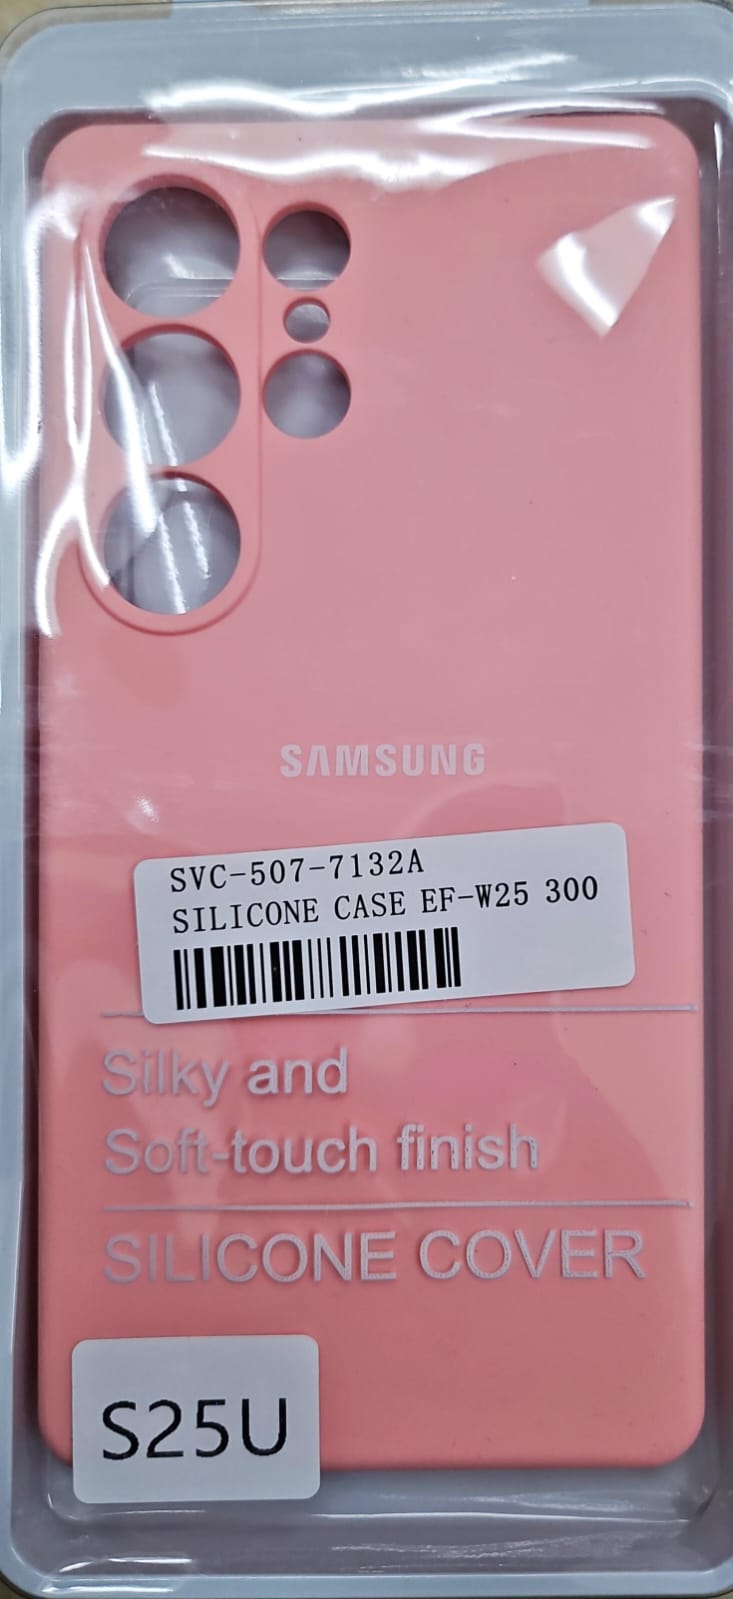 SAMSUNG
SVC-507-7132A
SILICONE CASE EF-W25 300
Silky and
Soft-touch finish
SILICONE COVER
S25U